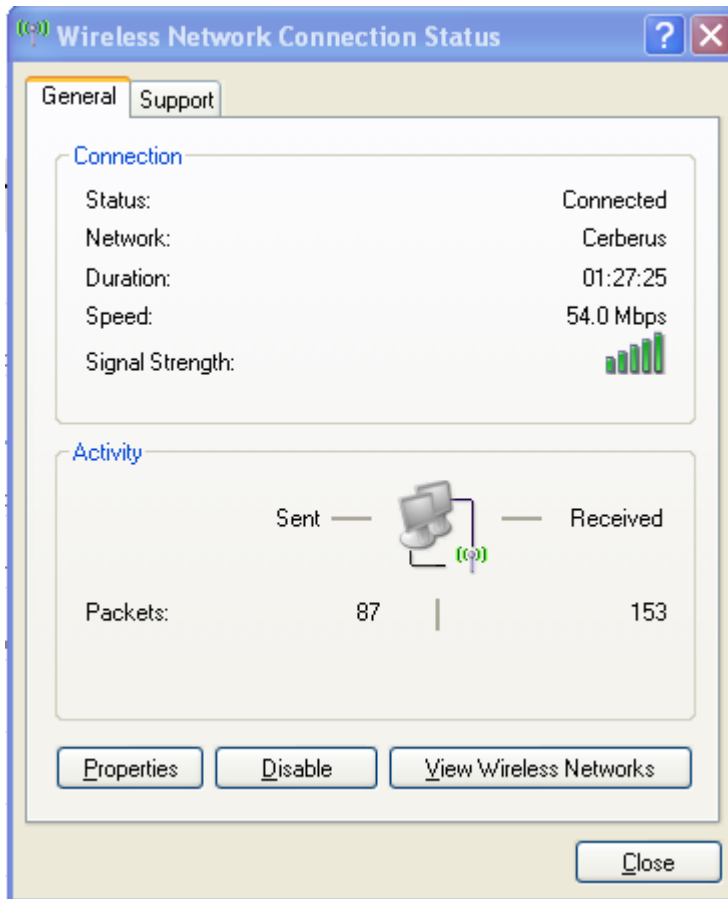 Wireless Network Connection Status
General Support
Connection
Status: Connected
Network: Cerberus
Duration: 01:27:25
Speed: 54.0 Mbps
Signal Strength:
Activity
Sent Received
Packets: 87 153
Properties Disable View Wireless Networks
Close